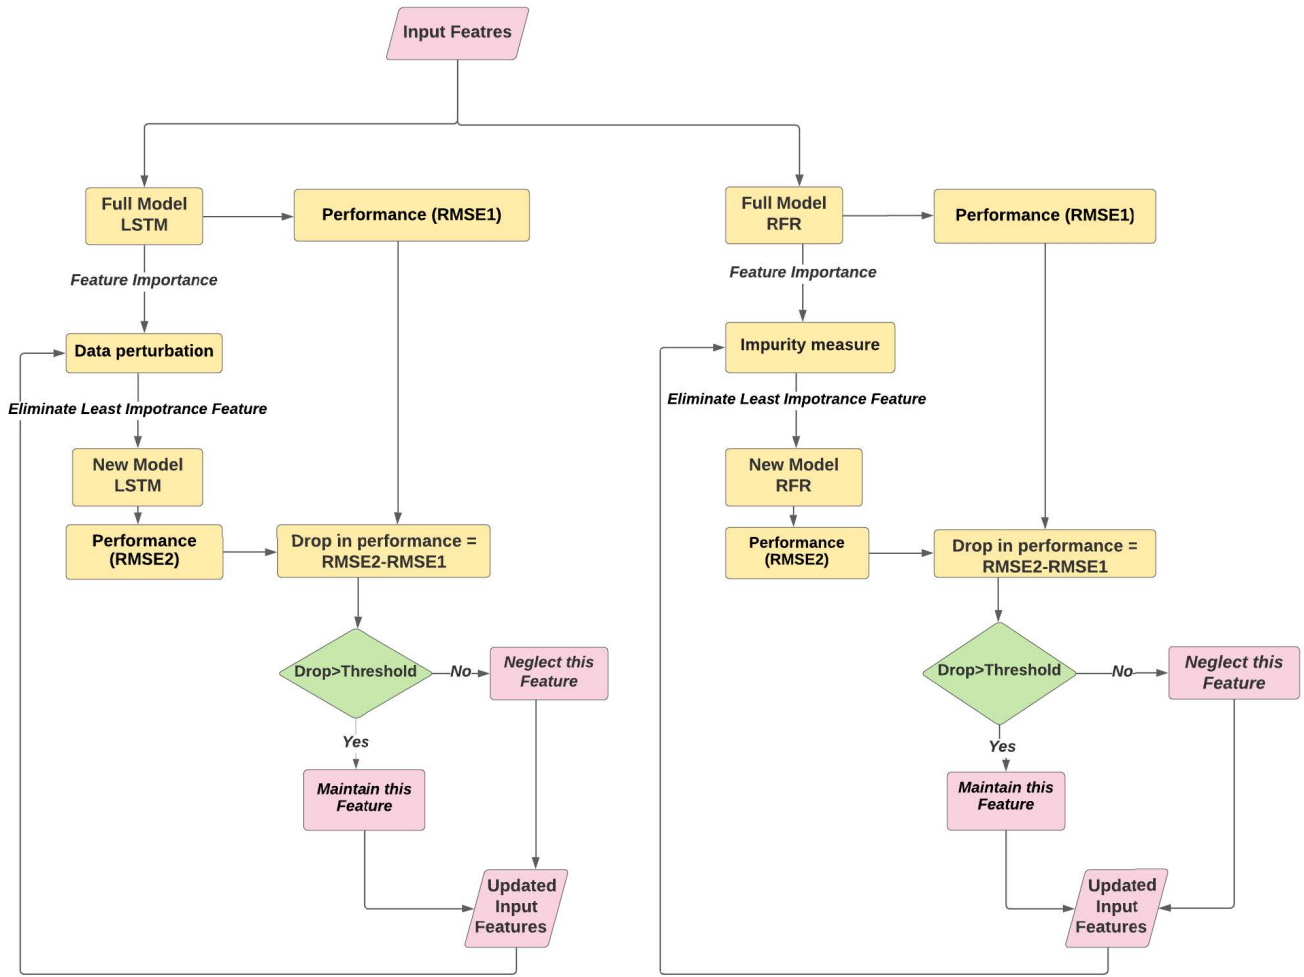 Input Featres
Full Model
LSTM
Performance (RMSE1)
Feature Importance
Data perturbation
Eliminate Least Impotrance Feature
New Model
LSTM
Performance
(RMSE2)
Drop in performance =
RMSE2-RMSE1
Drop>Threshold
No
Neglect this
Feature
Yes
Maintain this
Feature
Updated
Input
Features
Full Model
RFR
Performance (RMSE1)
Feature Importance
Impurity measure
Eliminate Least Impotrance Feature
New Model
RFR
Performance
(RMSE2)
Drop in performance =
RMSE2-RMSE1
Drop>Threshold
No
Neglect this
Feature
Yes
Maintain this
Feature
Updated
Input
Features